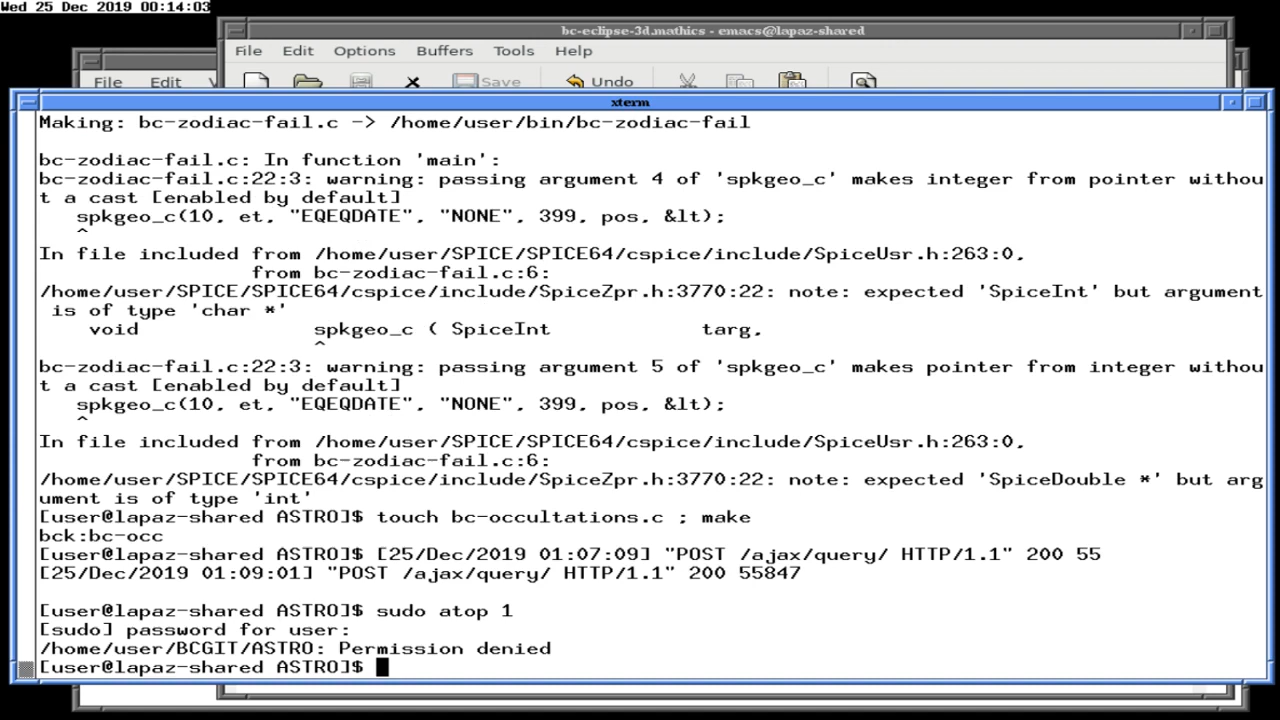 Wed 25 Dec 2019 00:14:03
bc-eclipse-3d.mathics - emacs@lapaz-shared
File Edit Options Buffers Tools Help
File Edit V
Save Undo
xterm
Making: bc-zodiac-fail.c -> /home/user/bin/bc-zodiac-fail
bc-zodiac-fail.c: In function 'main':
bc-zodiac-fail.c:22:3: warning: passing argument 4 of 'spkgeo_c' makes integer from pointer withou
t a cast [enabled by default]
   spkgeo_c(10, et, "EQEQDATE", "NONE", 399, pos, &lt);
   ^
In file included from /home/user/SPICE/SPICE64/cspice/include/SpiceUsr.h:263:0,
                 from bc-zodiac-fail.c:6:
/home/user/SPICE/SPICE64/cspice/include/SpiceZpr.h:3770:22: note: expected 'SpiceInt' but argument
 is of type 'char *'
    void              spkgeo_c ( SpiceInt            targ,
                      ^
bc-zodiac-fail.c:22:3: warning: passing argument 5 of 'spkgeo_c' makes pointer from integer withou
t a cast [enabled by default]
   spkgeo_c(10, et, "EQEQDATE", "NONE", 399, pos, &lt);
   ^
In file included from /home/user/SPICE/SPICE64/cspice/include/SpiceUsr.h:263:0,
                 from bc-zodiac-fail.c:6:
/home/user/SPICE/SPICE64/cspice/include/SpiceZpr.h:3770:22: note: expected 'SpiceDouble *' but arg
ument is of type 'int'
[user@lapaz-shared ASTRO]$ touch bc-occultations.c ; make
bck:bc-occ
[user@lapaz-shared ASTRO]$ [25/Dec/2019 01:07:09] "POST /ajax/query/ HTTP/1.1" 200 55
[25/Dec/2019 01:09:01] "POST /ajax/query/ HTTP/1.1" 200 55847
[user@lapaz-shared ASTRO]$ sudo atop 1
[sudo] password for user:
/home/user/BCGIT/ASTRO: Permission denied
[user@lapaz-shared ASTRO]$